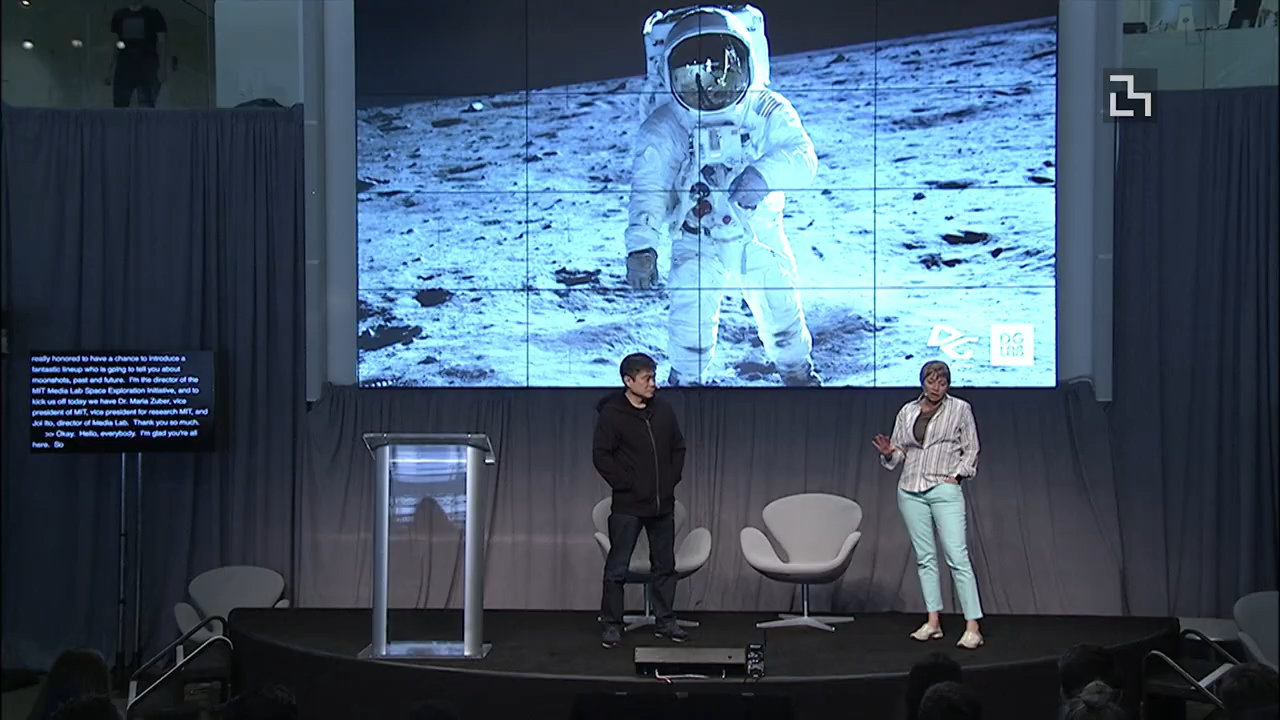 really honored to have a chance to introduce a
fantastic lineup who is going to tell you about
moonshots, past and future. I'm the director of the
MIT Media Lab Space Exploration Initiative, and to
kick us off today we have Dr. Maria Zuber, vice
president of MIT, vice president for research MIT, and
Joi Ito, director of Media Lab. Thank you so much.
>> Okay. Hello, everybody. I'm glad you're all
here. So
DG
LAB